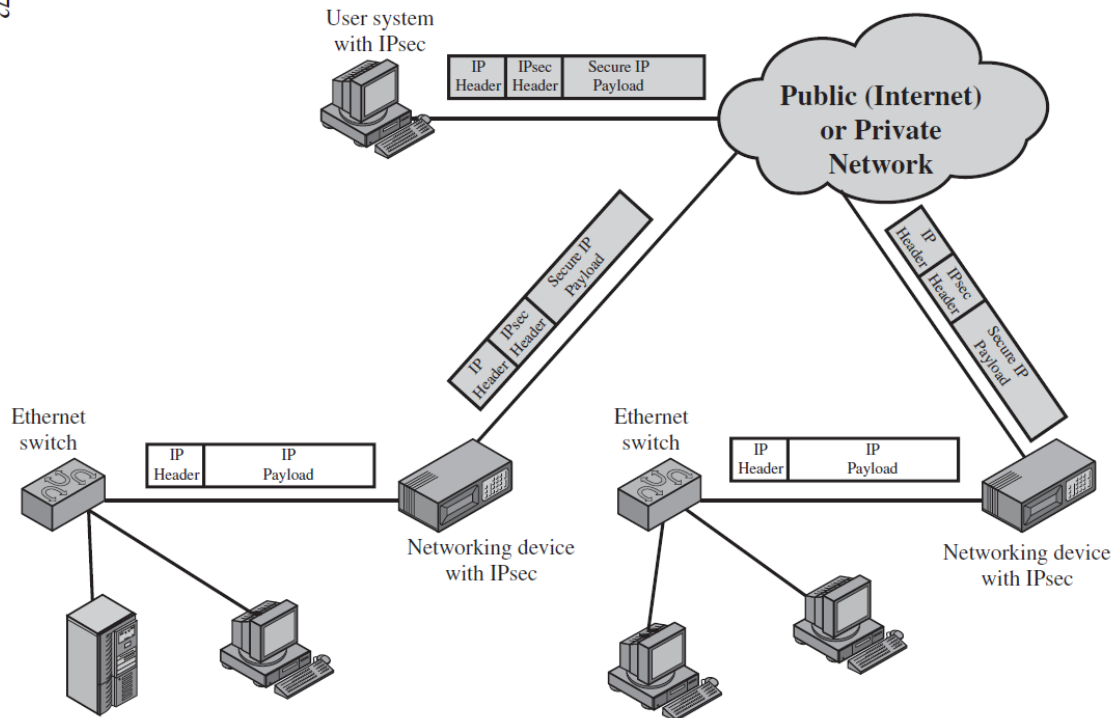 72
User system
with IPsec
IP
Header
IPsec
Header
Secure IP
Payload
Public (Internet)
or Private
Network
IP
Header
IPsec
Header
Secure IP
Payload
IP
Header
IPsec
Header
Secure IP
Payload
Ethernet
switch
IP
Header
IP
Payload
Networking device
with IPsec
Ethernet
switch
IP
Header
IP
Payload
Networking device
with IPsec